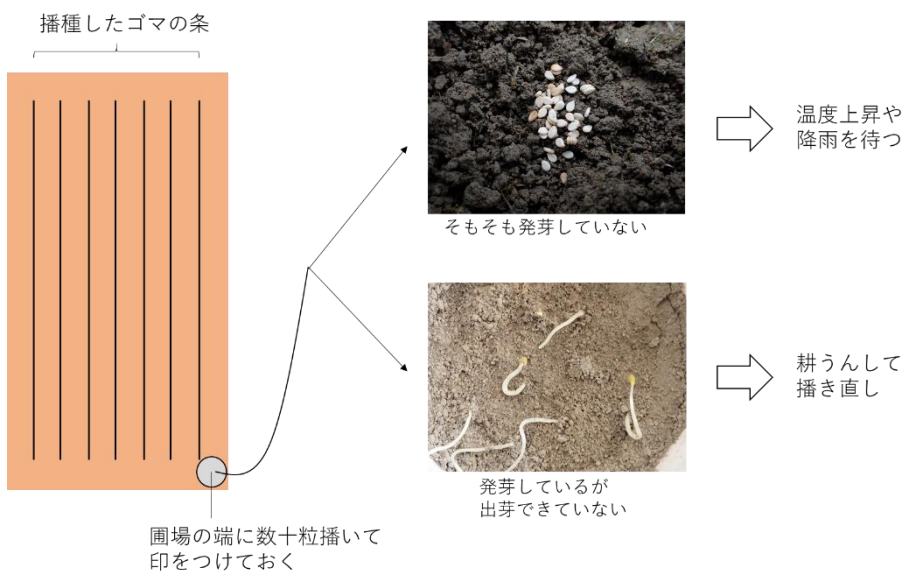 播種したゴマの条
温度上昇や
降雨を待つ
そもそも発芽していない
耕うんして
播き直し
発芽しているが
出芽できていない
圃場の端に数十粒播いて
印をつけておく